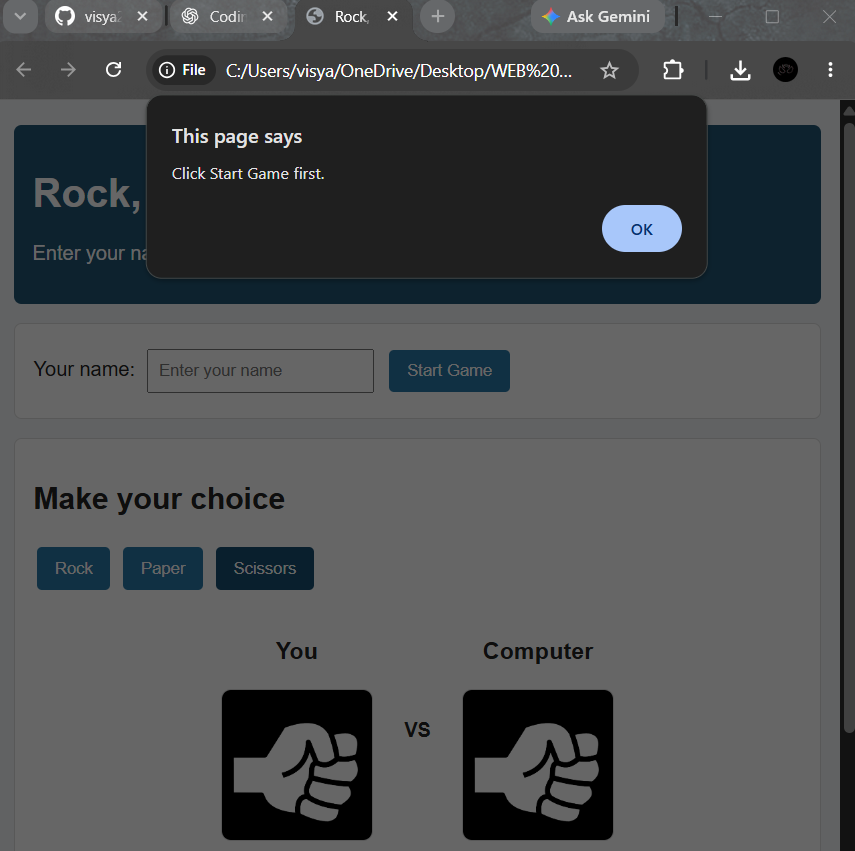 visya
Codin
Rock,
Ask Gemini
File
C:/Users/visya/OneDrive/Desktop/WEB%20...
This page says
Click Start Game first.
OK
Rock,
Enter your na
Your name:
Enter your name
Start Game
Make your choice
Rock
Paper
Scissors
You
Computer
VS